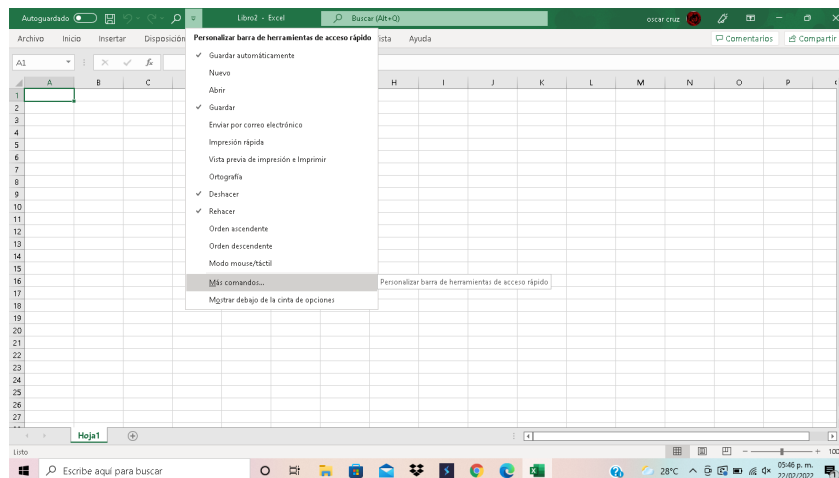 Autoguardado
Libro2 - Excel
Buscar (Alt+Q)
oscar cruz
Archivo Inicio Insertar Disposición
ista Ayuda
Comentarios Compartir
Personalizar barra de herramientas de acceso rápido
Guardar automáticamente
Nuevo
Abrir
Guardar
Enviar por correo electrónico
Impresión rápida
Vista previa de impresión e Imprimir
Ortografía
Deshacer
Rehacer
Orden ascendente
Orden descendente
Modo mouse/táctil
Más comandos...
Mostrar debajo de la cinta de opciones
Personalizar barra de herramientas de acceso rápido
A1
fx
A B C H I J K L M N O P
1
2
3
4
5
6
7
8
9
10
11
12
13
14
15
16
17
18
19
20
21
22
23
24
25
26
27
Hoja1
Listo
100
Escribe aquí para buscar
28°C
05:46 p. m.
22/02/2022